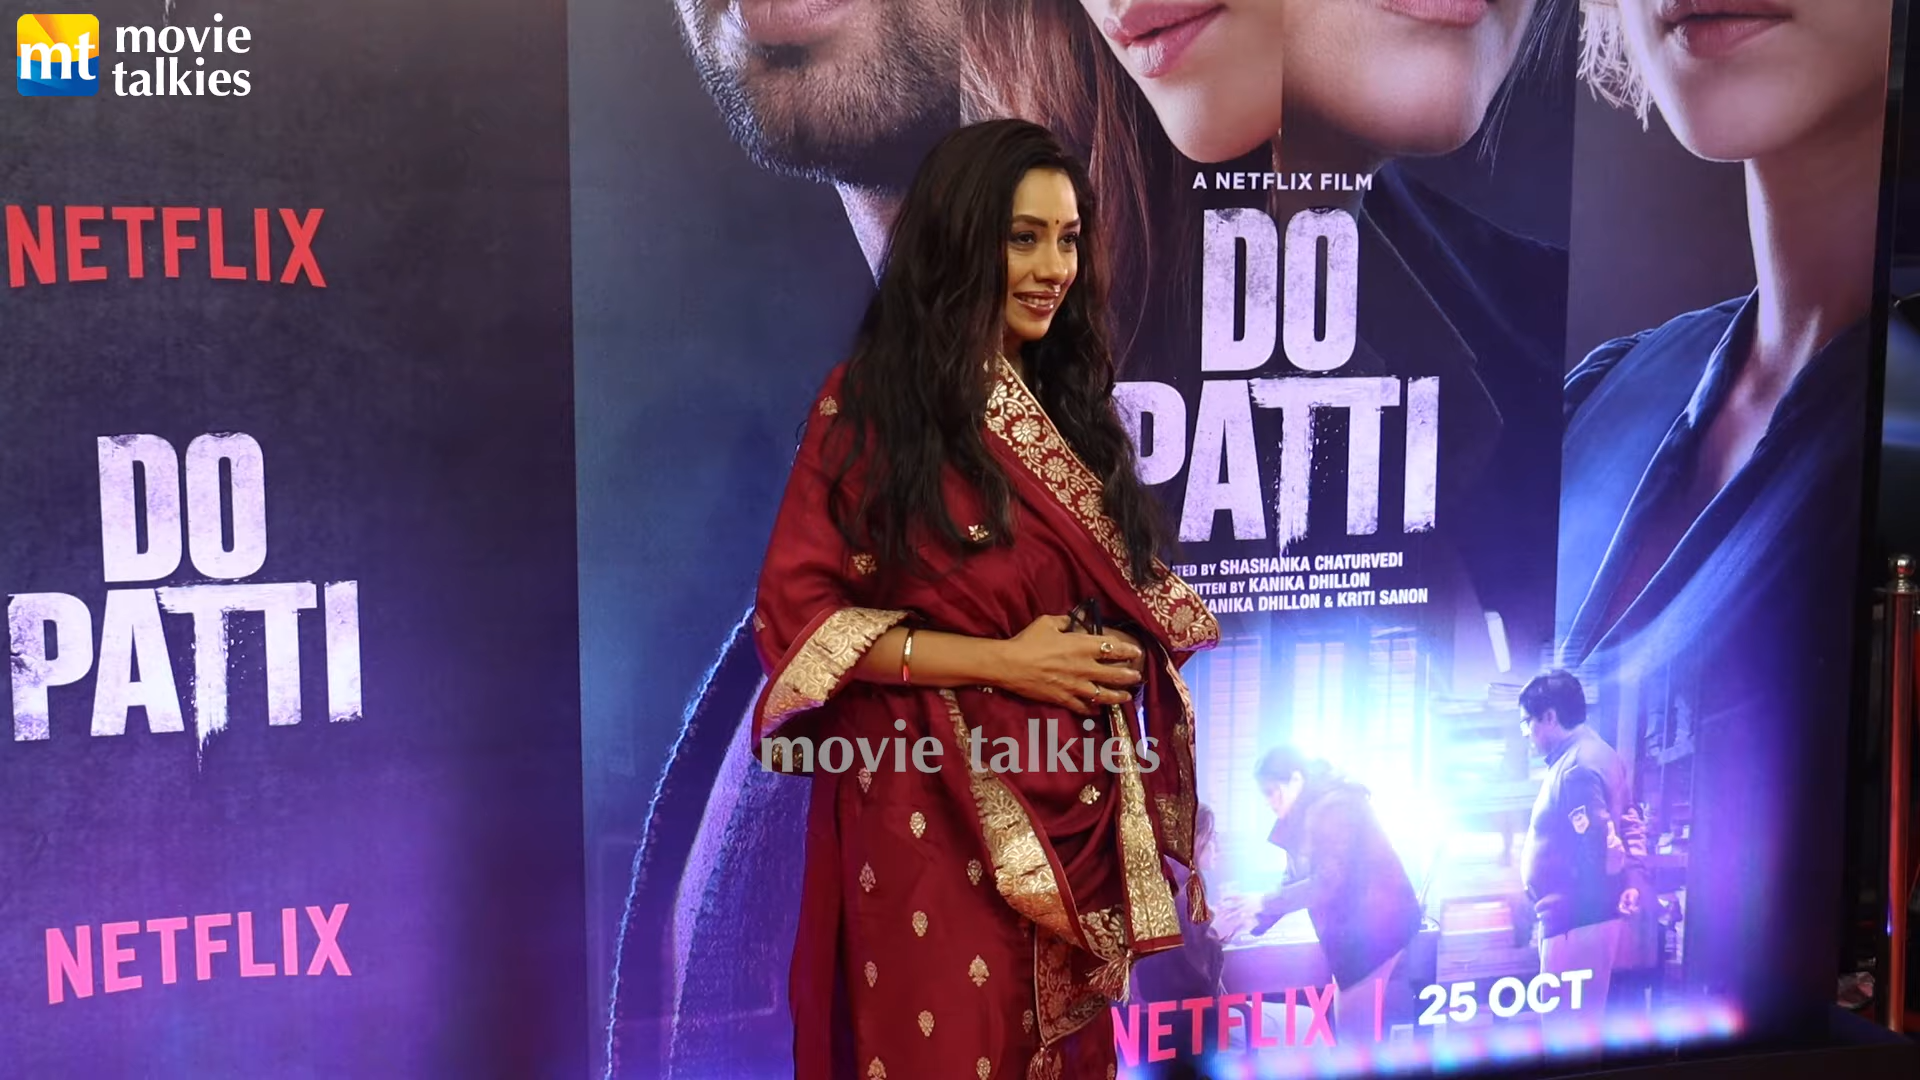 mt movie
talkies
NETFLIX
DO
PATTI
NETFLIX
A NETFLIX FILM
DO
PATTI
BY SHASHANKA CHATURVEDI
BY KANIKA DHILLON
KANIKA DHILLON & KRITI SANON
movie talkies
NETFLIX | 25 OCT